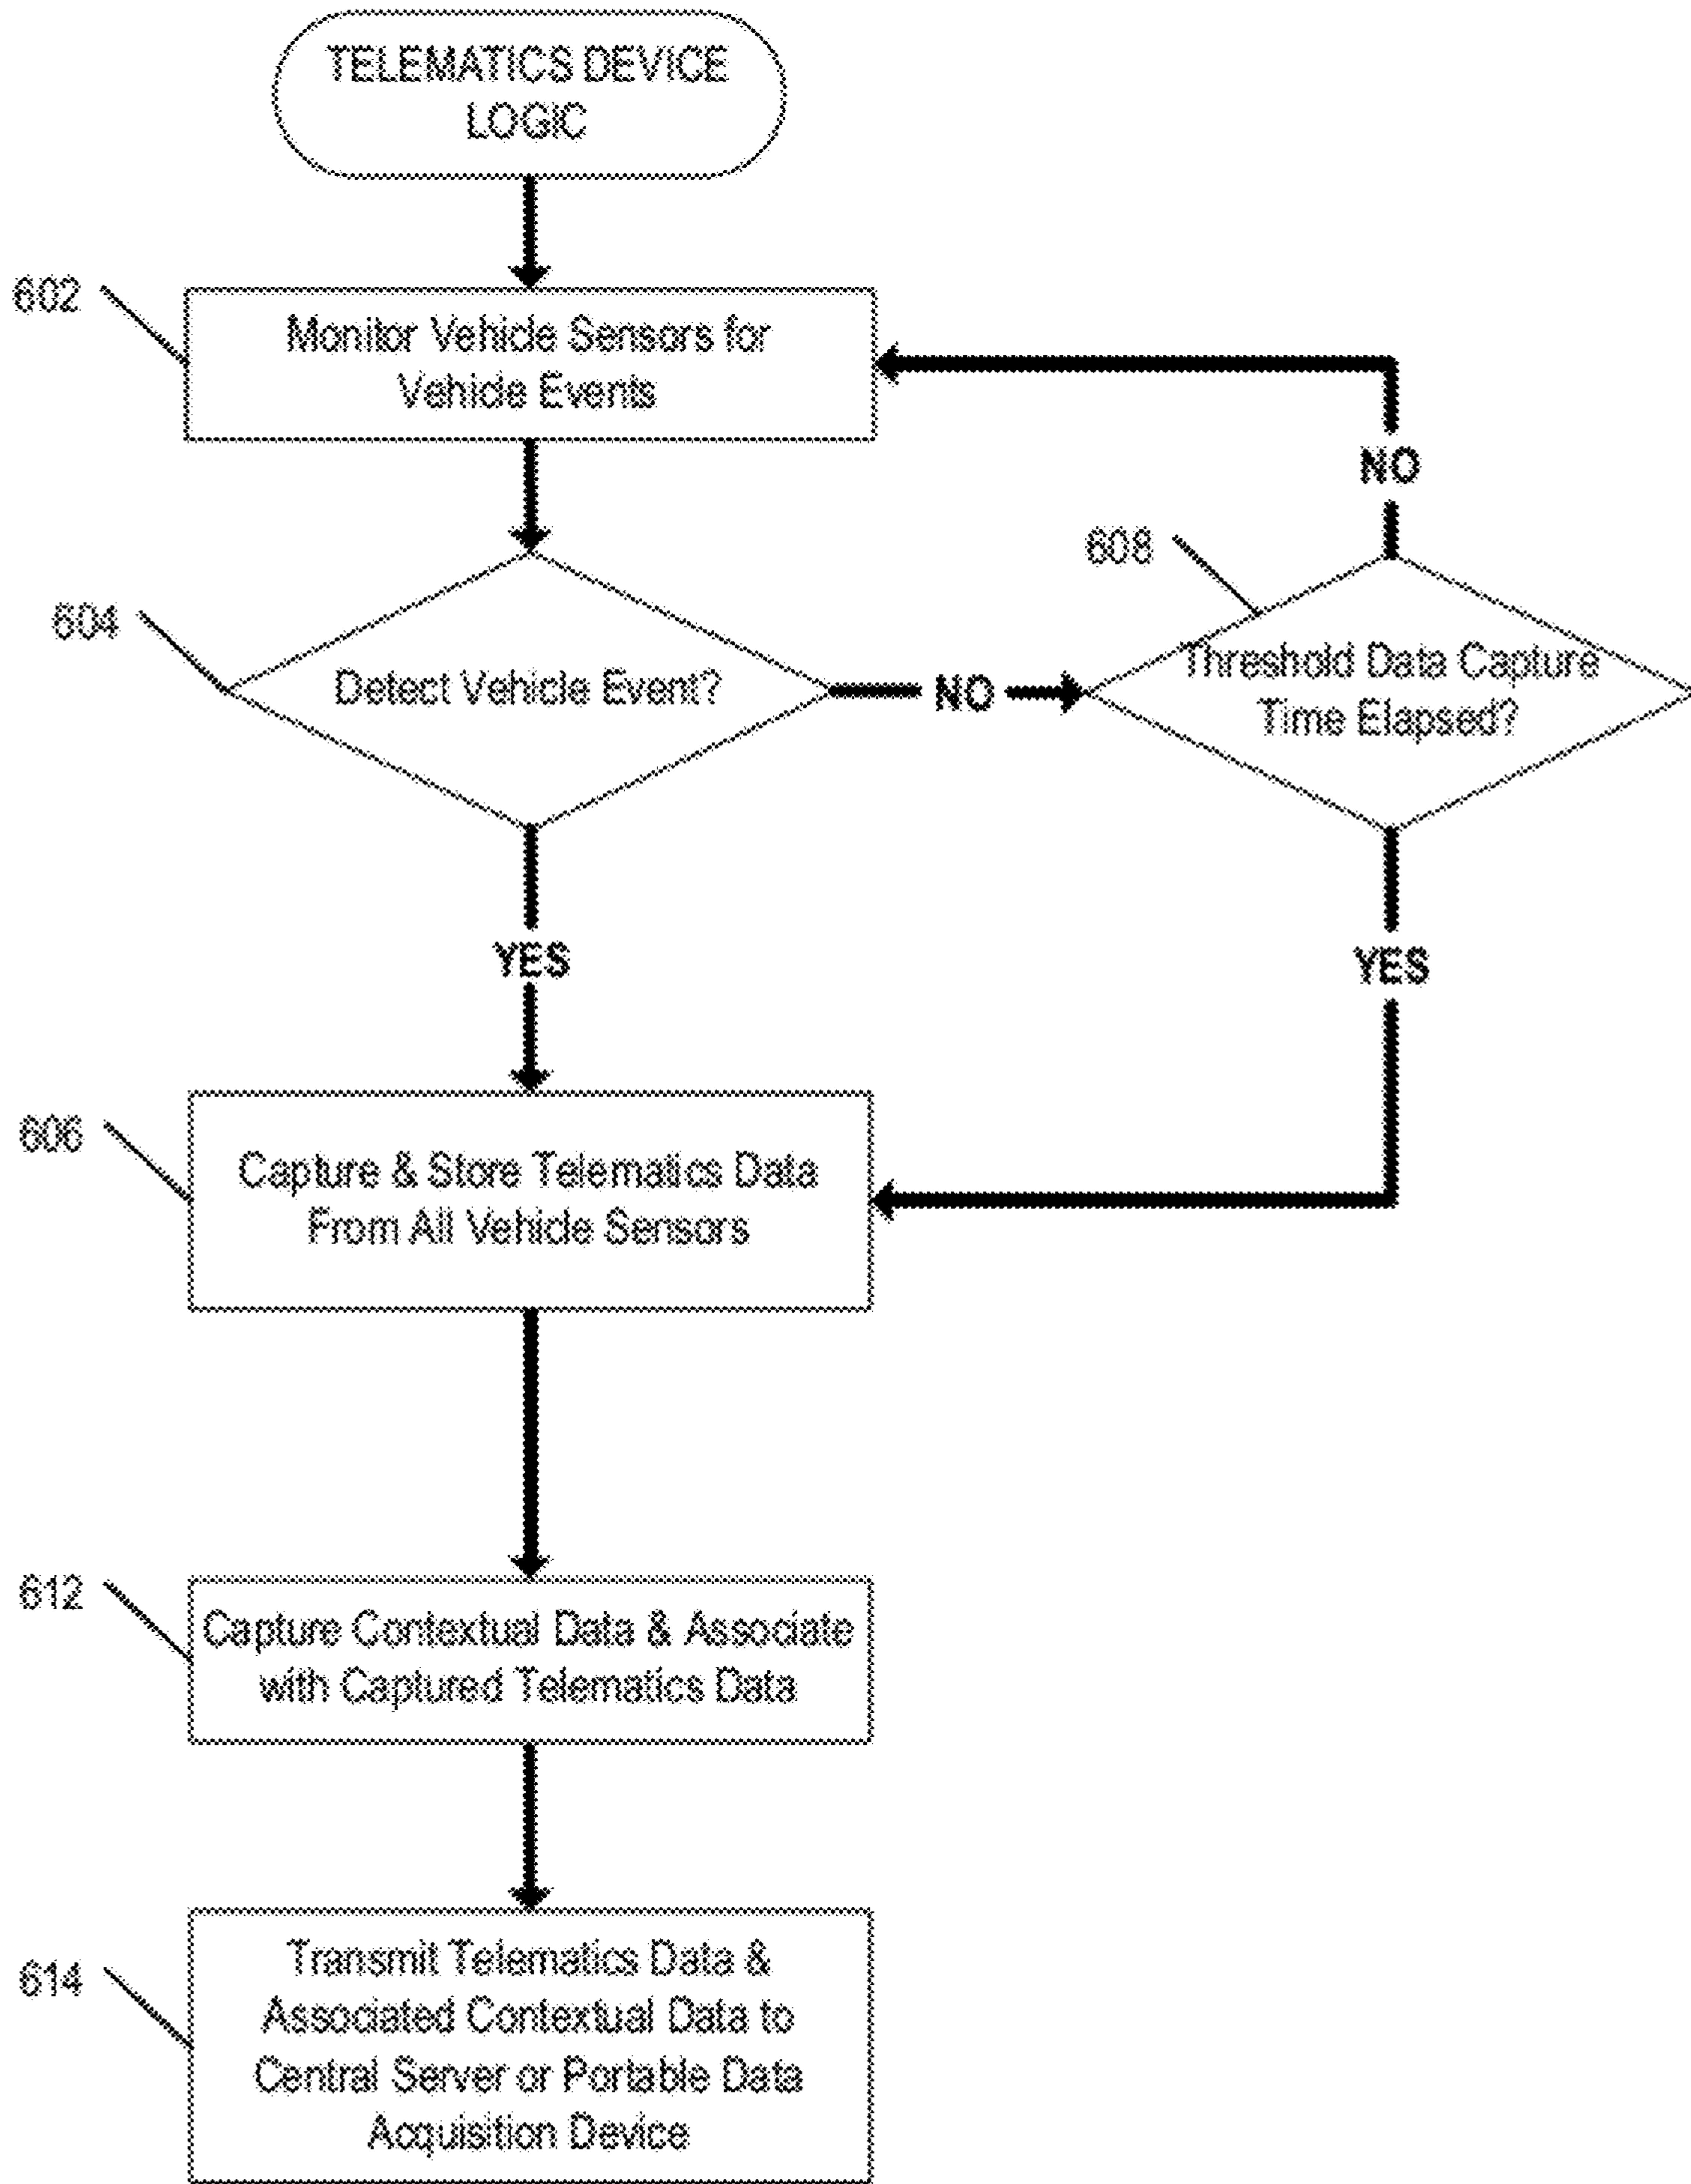 TELEMATICS DEVICE
LOGIC
602
Monitor Vehicle Sensors for
Vehicle Events
NO
608
604
Detect Vehicle Event?
NO
Threshold Data Capture
Time Elapsed?
YES
YES
606
Capture & Store Telematics Data
From All Vehicle Sensors
612
Capture Contextual Data & Associate
with Captured Telematics Data
614
Transmit Telematics Data &
Associated Contextual Data to
Central Server or Portable Data
Acquisition Device